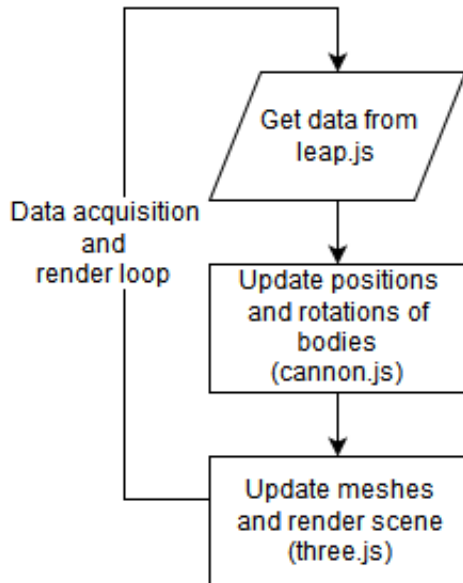 Get data from
leap.js
Data acquisition
and
render loop
Update positions
and rotations of
bodies
(cannon.js)
Update meshes
and render scene
(three.js)